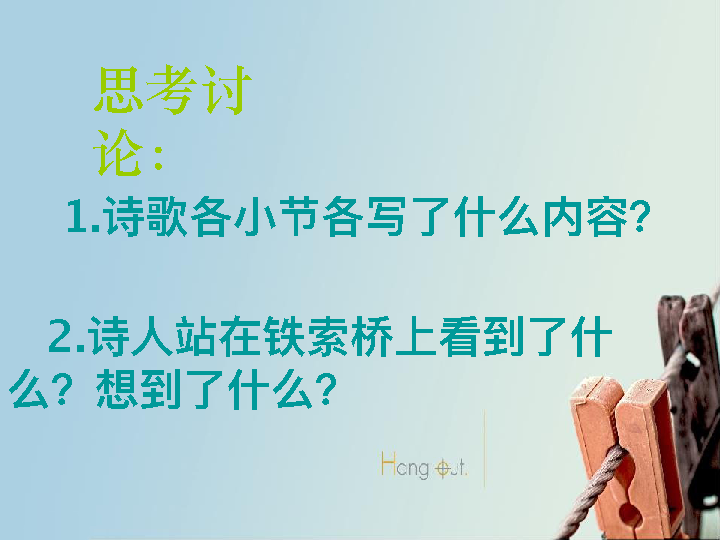 思考讨
论：
1.诗歌各小节各写了什么内容？
2.诗人站在铁索桥上看到了什
么？想到了什么？
Hang out.